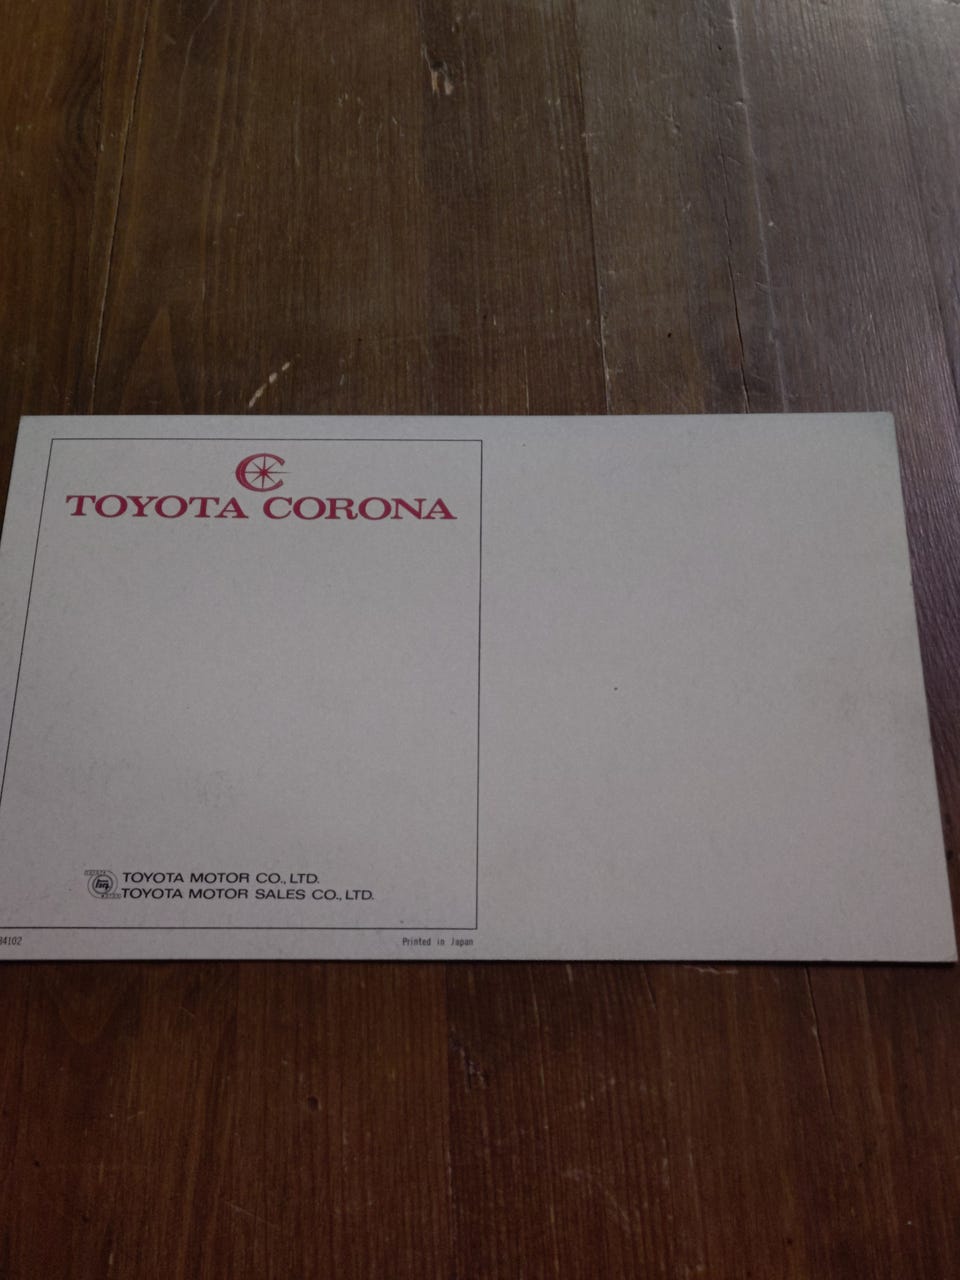 TOYOTA CORONA
TOYOTA MOTOR CO., LTD.
TOYOTA MOTOR SALES CO., LTD.
Printed in Japan